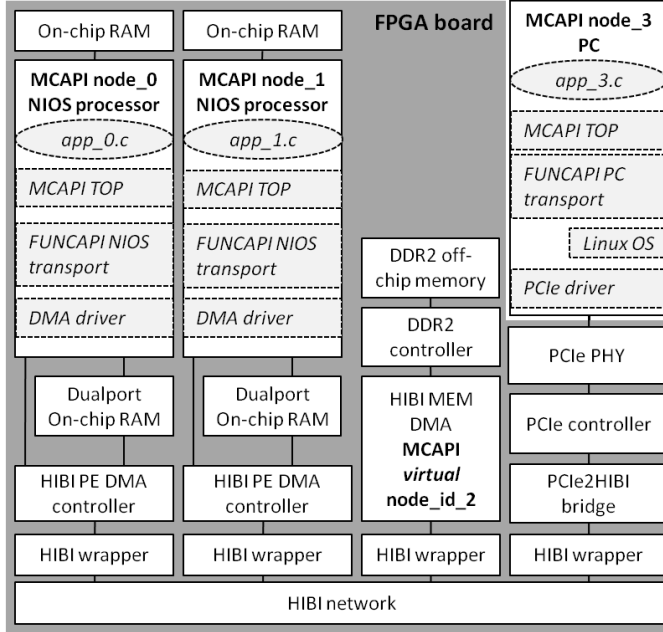 On-chip RAM
MCAPI node_0
NIOS processor
app_0.c
MCAPI TOP
FUNCAPI NIOS
transport
DMA driver
Dualport
On-chip RAM
HIBI PE DMA
controller
HIBI wrapper
On-chip RAM
MCAPI node_1
NIOS processor
app_1.c
MCAPI TOP
FUNCAPI NIOS
transport
DMA driver
Dualport
On-chip RAM
HIBI PE DMA
controller
HIBI wrapper
FPGA board
DDR2 off-
chip memory
DDR2
controller
HIBI MEM
DMA
MCAPI
virtual
node_id_2
HIBI wrapper
MCAPI node_3
PC
app_3.c
MCAPI TOP
FUNCAPI PC
transport
Linux OS
PCIe driver
PCIe PHY
PCIe controller
PCIe2HIBI
bridge
HIBI wrapper
HIBI network